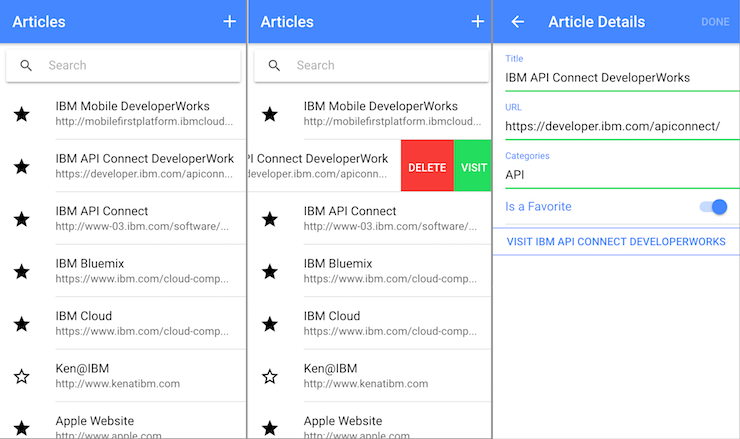 Articles
Search
IBM Mobile DeveloperWorks
http://mobilefirstplatform.ibmcloud...
IBM API Connect DeveloperWork
https://developer.ibm.com/apiconn...
IBM API Connect
http://www-03.ibm.com/software/...
IBM Bluemix
https://www.ibm.com/cloud-comp...
IBM Cloud
https://www.ibm.com/cloud-comp...
Ken@IBM
http://www.kenatibm.com
Apple Website
http://www.apple.com
Articles
Search
IBM Mobile DeveloperWorks
http://mobilefirstplatform.ibmcloud...
PI Connect DeveloperWork
developer.ibm.com/apiconn...
DELETE
VISIT
IBM API Connect
http://www-03.ibm.com/software/...
IBM Bluemix
https://www.ibm.com/cloud-comp...
IBM Cloud
https://www.ibm.com/cloud-comp...
Ken@IBM
http://www.kenatibm.com
Apple Website
http://www.apple.com
Article Details
DONE
Title
IBM API Connect DeveloperWorks
URL
https://developer.ibm.com/apiconnect/
Categories
API
Is a Favorite
VISIT IBM API CONNECT DEVELOPERWORKS